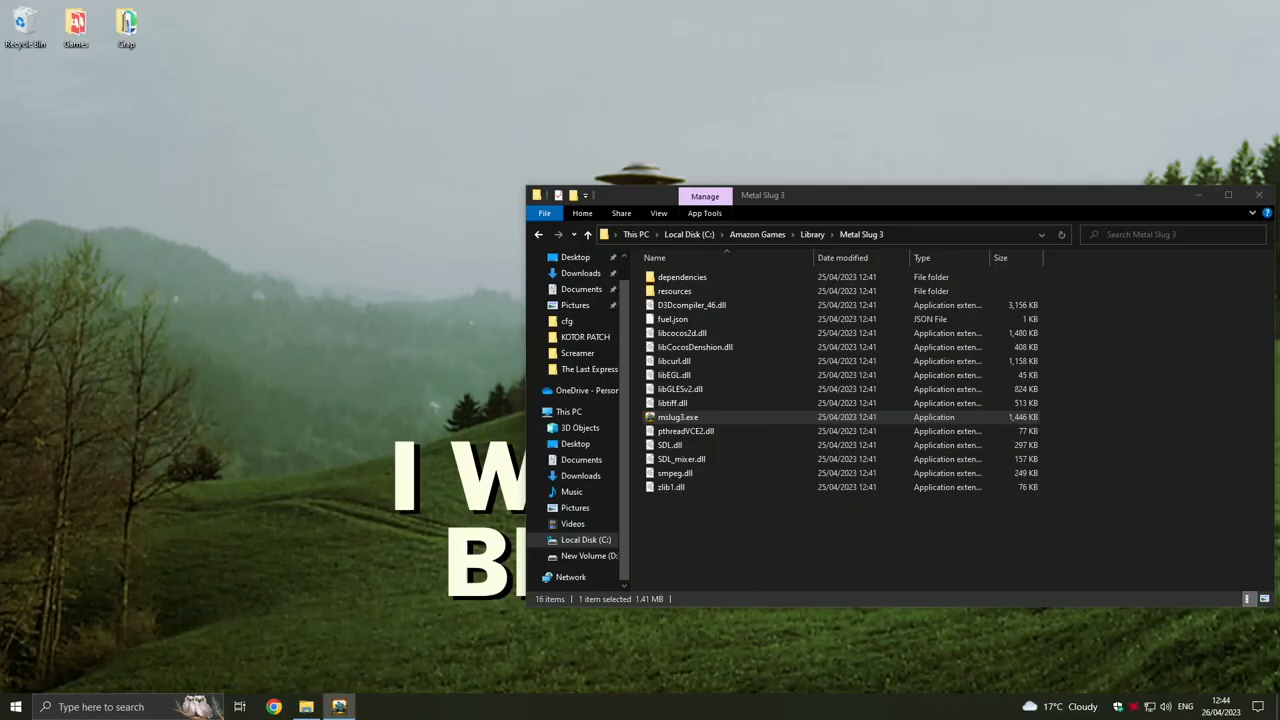 Recycle Bin
Games
Crap
I W
B
Manage
Metal Slug 3
File
Home
Share
View
App Tools
This PC
Local Disk (C:)
Amazon Games
Library
Metal Slug 3
Search Metal Slug 3
Desktop
Downloads
Documents
Pictures
cfg
KOTOR PATCH
Screamer
The Last Express
OneDrive - Person
This PC
3D Objects
Desktop
Documents
Downloads
Music
Pictures
Videos
Local Disk (C:)
New Volume (D:
Network
Name Date modified Type Size
dependencies 25/04/2023 12:41 File folder
resources 25/04/2023 12:41 File folder
D3Dcompiler_46.dll 25/04/2023 12:41 Application exten... 3,156 KB
fuel.json 25/04/2023 12:41 JSON File 1 KB
libcocos2d.dll 25/04/2023 12:41 Application exten... 1,480 KB
libCocosDenshion.dll 25/04/2023 12:41 Application exten... 408 KB
libcurl.dll 25/04/2023 12:41 Application exten... 1,158 KB
libEGL.dll 25/04/2023 12:41 Application exten... 45 KB
libGLESv2.dll 25/04/2023 12:41 Application exten... 824 KB
libtiff.dll 25/04/2023 12:41 Application exten... 513 KB
mslug3.exe 25/04/2023 12:41 Application 1,446 KB
pthreadVCE2.dll 25/04/2023 12:41 Application exten... 77 KB
SDL.dll 25/04/2023 12:41 Application exten... 297 KB
SDL_mixer.dll 25/04/2023 12:41 Application exten... 157 KB
smpeg.dll 25/04/2023 12:41 Application exten... 249 KB
zlib1.dll 25/04/2023 12:41 Application exten... 76 KB
16 items
1 item selected 1.41 MB
Type here to search
17°C Cloudy
ENG
12:44
26/04/2023